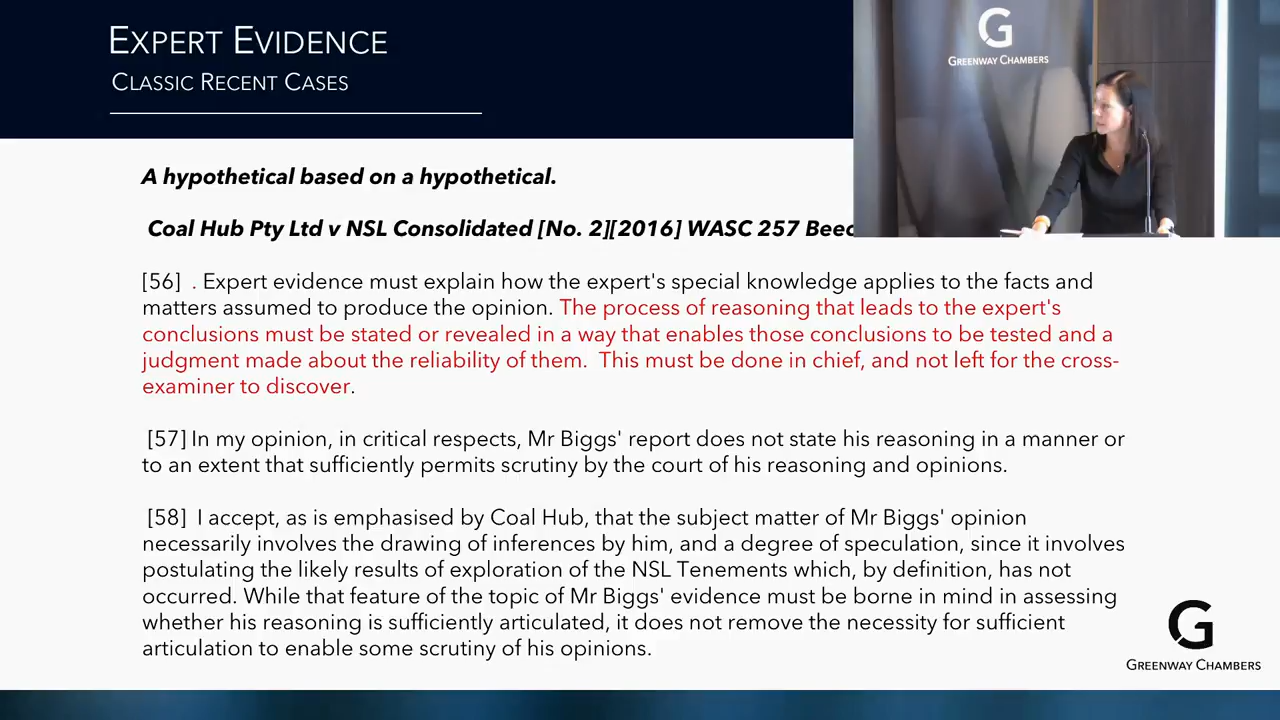 EXPERT EVIDENCE
CLASSIC RECENT CASES
G
GREENWAY CHAMBERS
A hypothetical based on a hypothetical.
Coal Hub Pty Ltd v NSL Consolidated [No. 2][2016] WASC 257
[56] . Expert evidence must explain how the expert's special knowledge applies to the facts and
matters assumed to produce the opinion. The process of reasoning that leads to the expert's
conclusions must be stated or revealed in a way that enables those conclusions to be tested and a
judgment made about the reliability of them. This must be done in chief, and not left for the cross-
examiner to discover.
[57] In my opinion, in critical respects, Mr Biggs' report does not state his reasoning in a manner or
to an extent that sufficiently permits scrutiny by the court of his reasoning and opinions.
[58] I accept, as is emphasised by Coal Hub, that the subject matter of Mr Biggs' opinion
necessarily involves the drawing of inferences by him, and a degree of speculation, since it involves
postulating the likely results of exploration of the NSL Tenements which, by definition, has not
occurred. While that feature of the topic of Mr Biggs' evidence must be borne in mind in assessing
whether his reasoning is sufficiently articulated, it does not remove the necessity for sufficient
articulation to enable some scrutiny of his opinions.
G
GREENWAY CHAMBERS